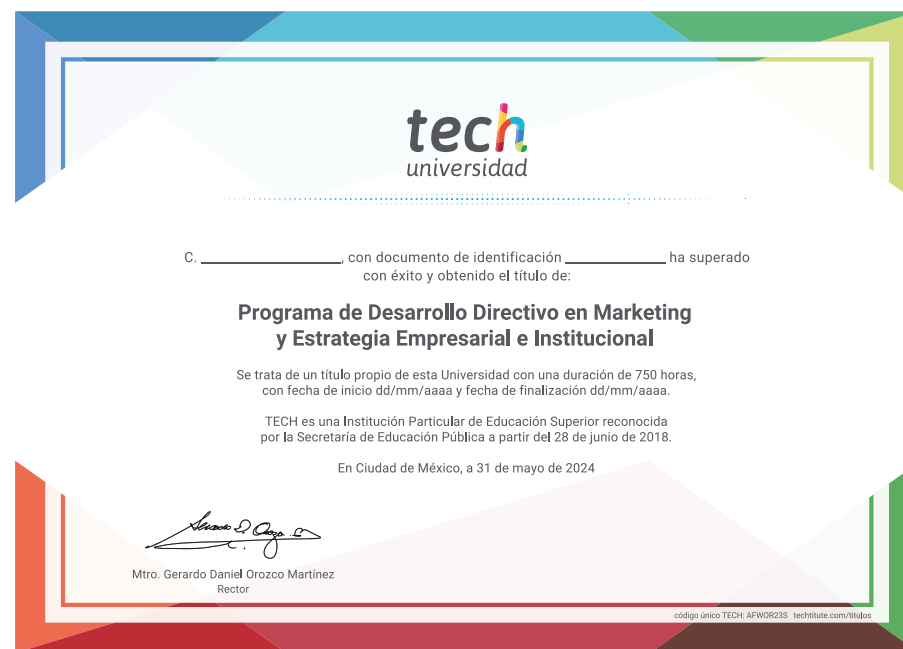 tech
universidad
C. ____________, con documento de identificación ____________ ha superado
con éxito y obtenido el título de:
Programa de Desarrollo Directivo en Marketing
y Estrategia Empresarial e Institucional
Se trata de un título propio de esta Universidad con una duración de 750 horas,
con fecha de inicio dd/mm/aaaa y fecha de finalización dd/mm/aaaa.
TECH es una Institución Particular de Educación Superior reconocida
por la Secretaría de Educación Pública a partir del 28 de junio de 2018.
En Ciudad de México, a 31 de mayo de 2024
Mtro. Gerardo Daniel Orozco Martínez
Rector
código único TECH: AFWOR23S techtitute.com/titulos